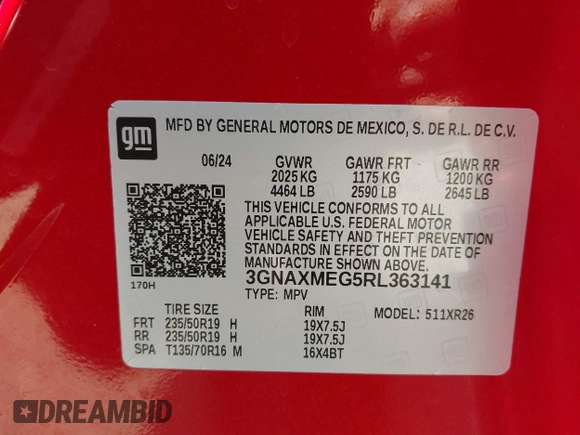 gm
MFD BY GENERAL MOTORS DE MEXICO, S. DE R.L. DE C.V.
06/24 GVWR GAWR FRT GAWR RR
2025 KG 1175 KG 1200 KG
4464 LB 2590 LB 2645 LB
THIS VEHICLE CONFORMS TO ALL
APPLICABLE U.S. FEDERAL MOTOR
VEHICLE SAFETY AND THEFT PREVENTION
STANDARDS IN EFFECT ON THE DATE OF
MANUFACTURE SHOWN ABOVE.
170H 3GNAXMEG5RL363141
TYPE: MPV
TIRE SIZE RIM MODEL: 511XR26
FRT 235/50R19 H 19X7.5J
RR 235/50R19 H 19X7.5J
SPA T135/70R16 M 16X4BT
DREAMBID